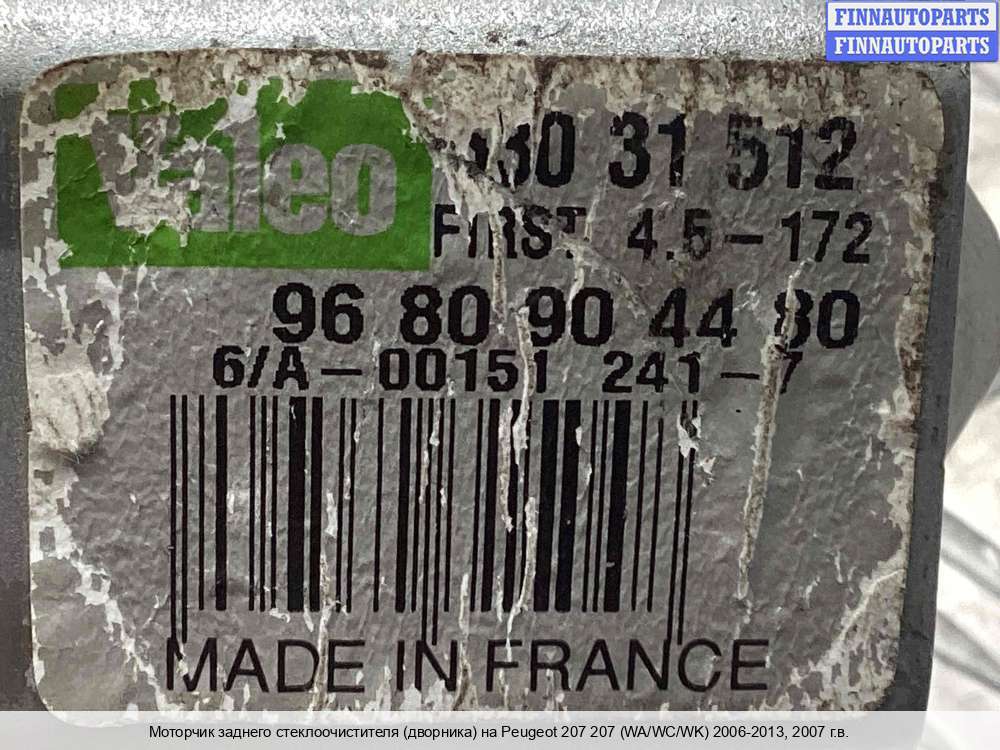 FINNAUTOPARTS
FINNAUTOPARTS
Valeo
31 512
FIRST 4.5-172
96 80 90 44 80
6/A-00151 241-7
MADE IN FRANCE
Моторчик заднего стеклоочистителя (дворника) на Peugeot 207 207 (WA/WC/WK) 2006-2013, 2007 г.в.